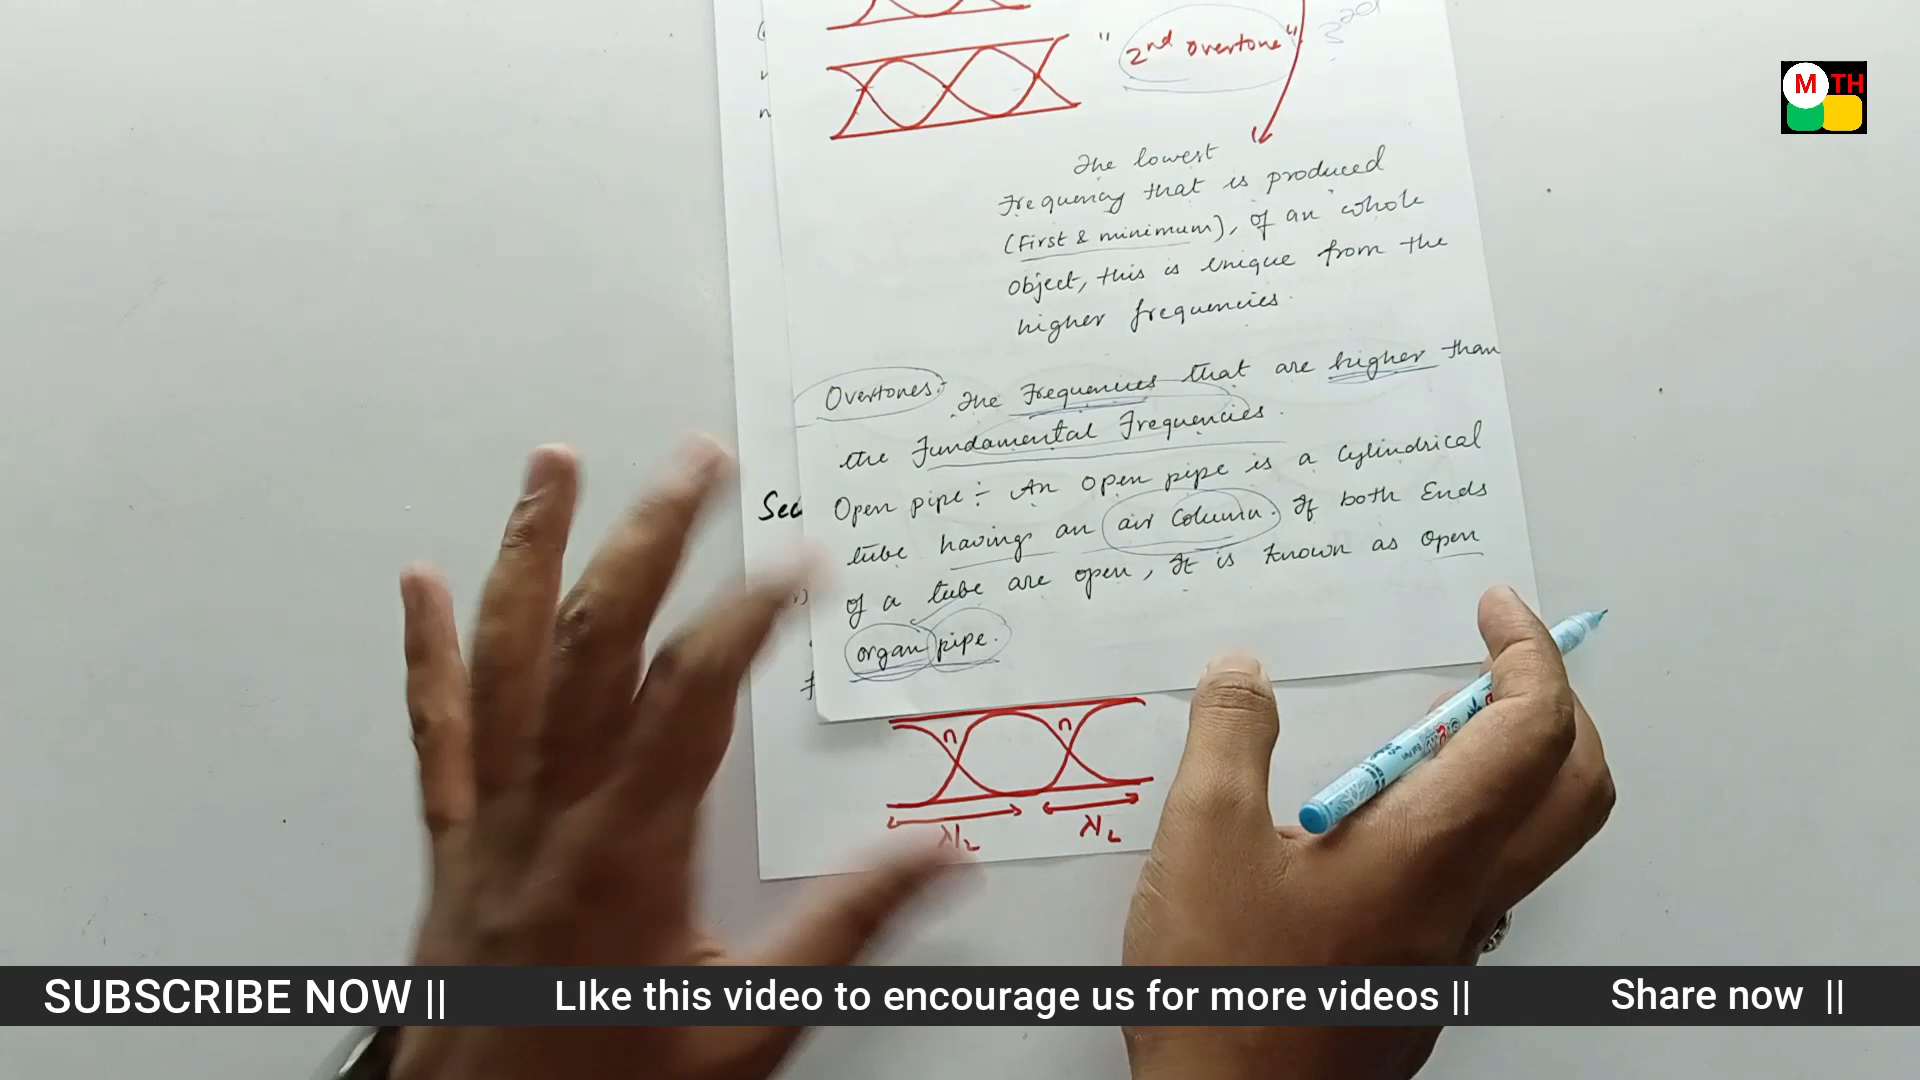 "2nd overtone"
M TH
The lowest
Frequency that is produced
(First & minimum), of an whole
object, this is unique from the
higher frequencies.
Overtones:- The Frequencies that are higher than
the Fundamental Frequencies.
Open pipe :- An open pipe is a cylindrical
tube having an air column. If both Ends
Sec
of a tube are open, It is known as open
organ pipe.
n n
λ/2 λ/2
SUBSCRIBE NOW || LIke this video to encourage us for more videos || Share now ||